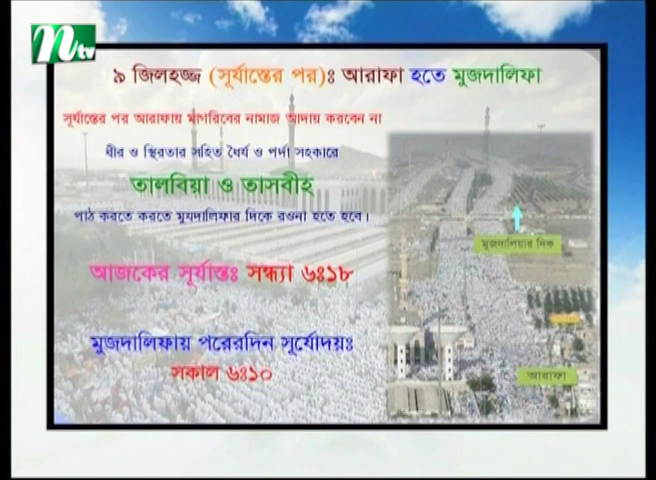 ntv
৯ জিলহজ্জ (সূর্যাস্তের পর)ঃ আরাফা হতে মুজদালিফা
সূর্যাস্তের পর আরাফায় মাগরিবের নামাজ আদায় করবেন না
ধীর ও স্থিরতার সহিত ধৈর্য ও পর্দা সহকারে
তালবিয়া ও তাসবীহ
পাঠ করতে করতে মুযদালিফার দিকে রওনা হতে হবে।
আজকের সূর্যাস্তঃ সন্ধ্যা ৬ঃ১৮
মুজদালিফায় পরেরদিন সূর্যোদয়ঃ
সকাল ৬ঃ১০
মুজদালিয়ার দিক
আরাফা